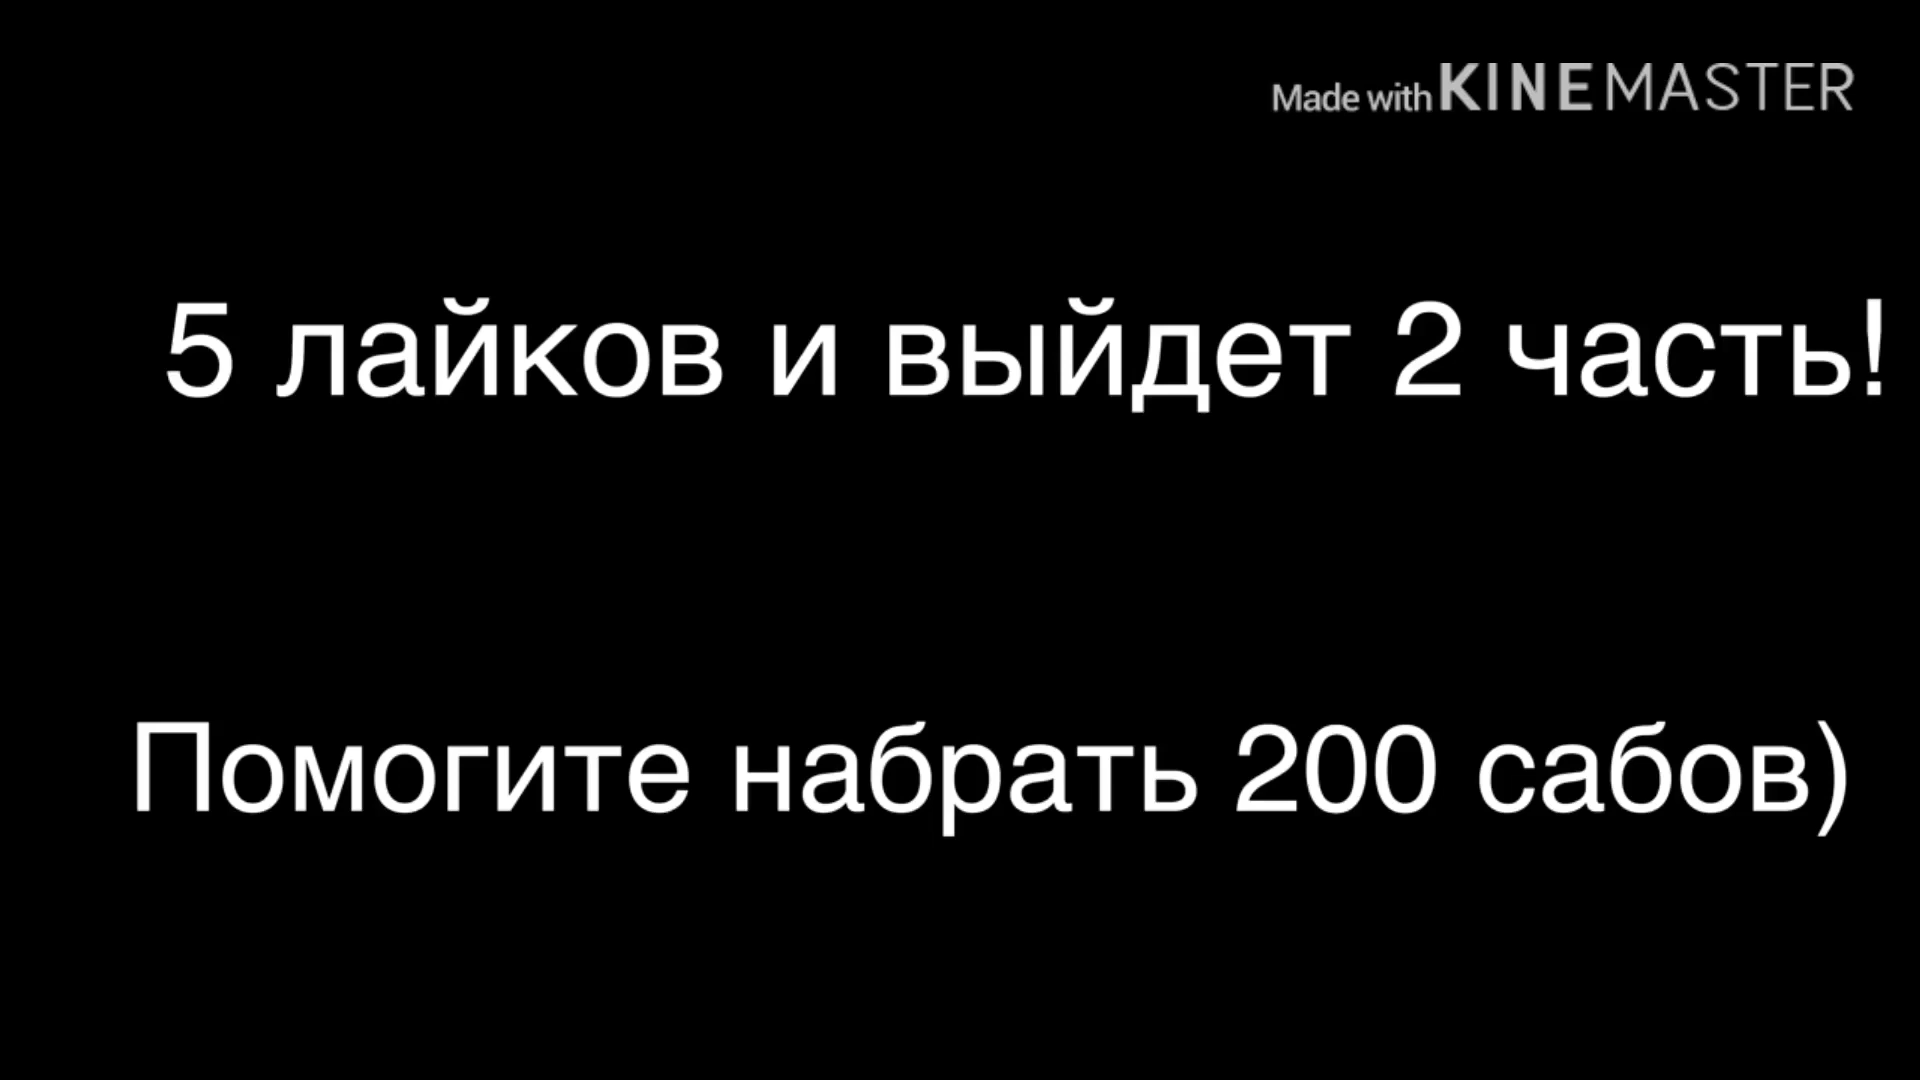 Made with KINEMASTER
5 лайков и выйдет 2 часть!
Помогите набрать 200 сабов)